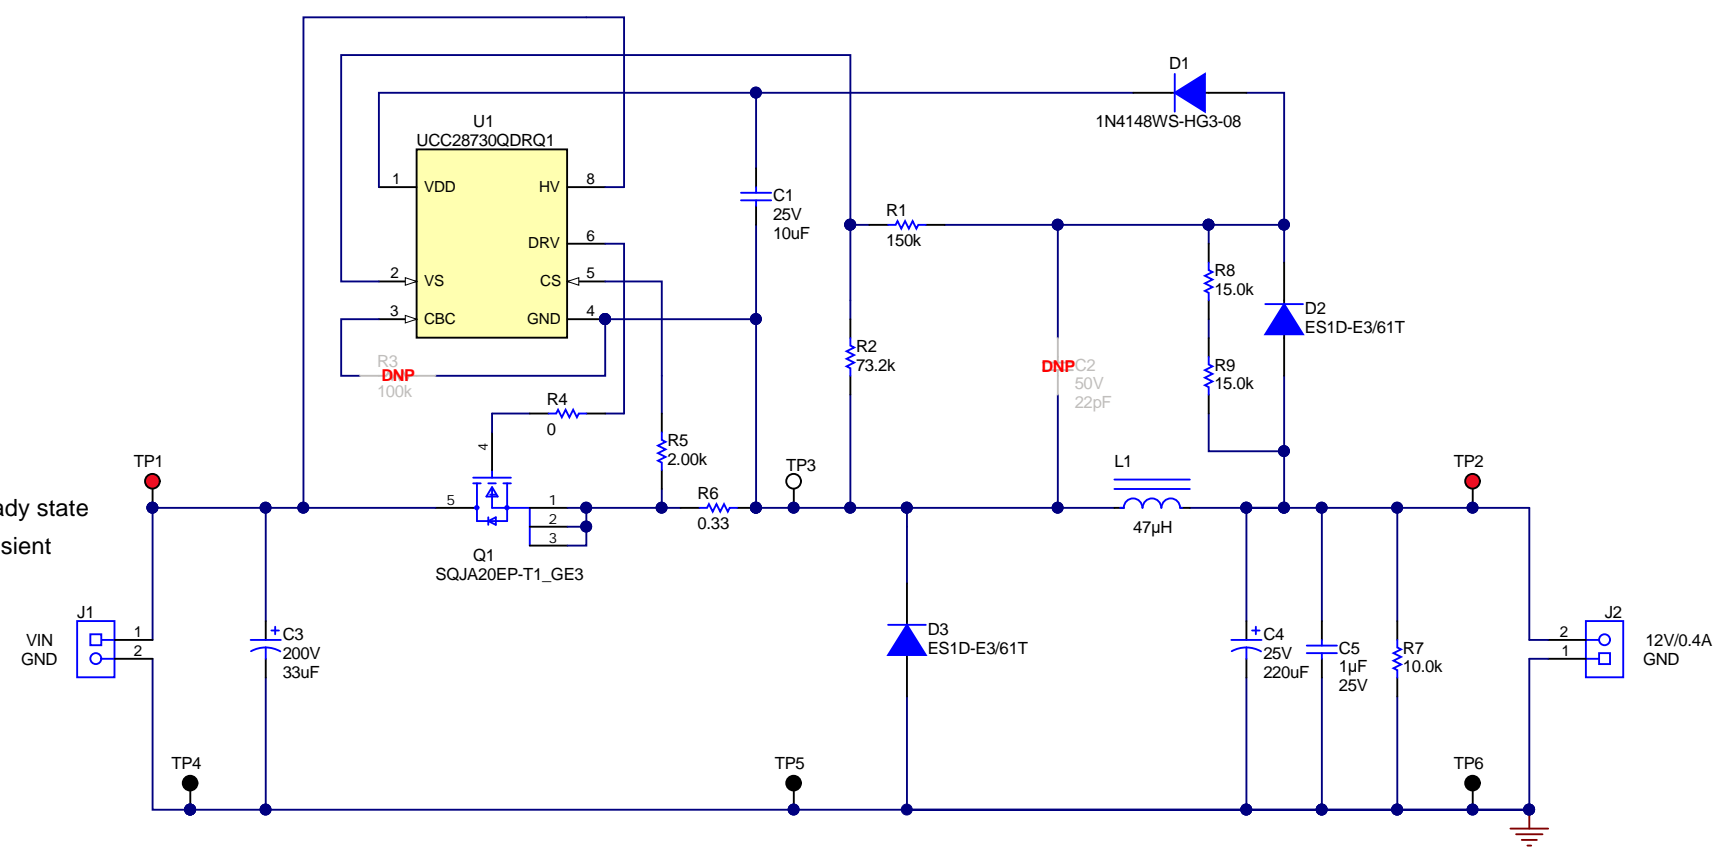 D1
1N4148WS-HG3-08
U1
UCC28730QDRQ1
1 VDD
HV 8
DRV 6
2 VS
CS 5
3 CBC
GND 4
C1
25V
10uF
R1
150k
R8
15.0k
D2
ES1D-E3/61T
R2
73.2k
R3
DNP
100k
DNP C2
50V
22pF
R9
15.0k
R4
0
4
R5
2.00k
TP1
TP3
L1
47µH
TP2
ady state
sient
5
1
2
3
R6
0.33
Q1
SQJA20EP-T1_GE3
J1
VIN
GND
1
2
+ C3
200V
33uF
D3
ES1D-E3/61T
+ C4
25V
220uF
C5
1µF
25V
R7
10.0k
J2
2
1
12V/0.4A
GND
TP4
TP5
TP6